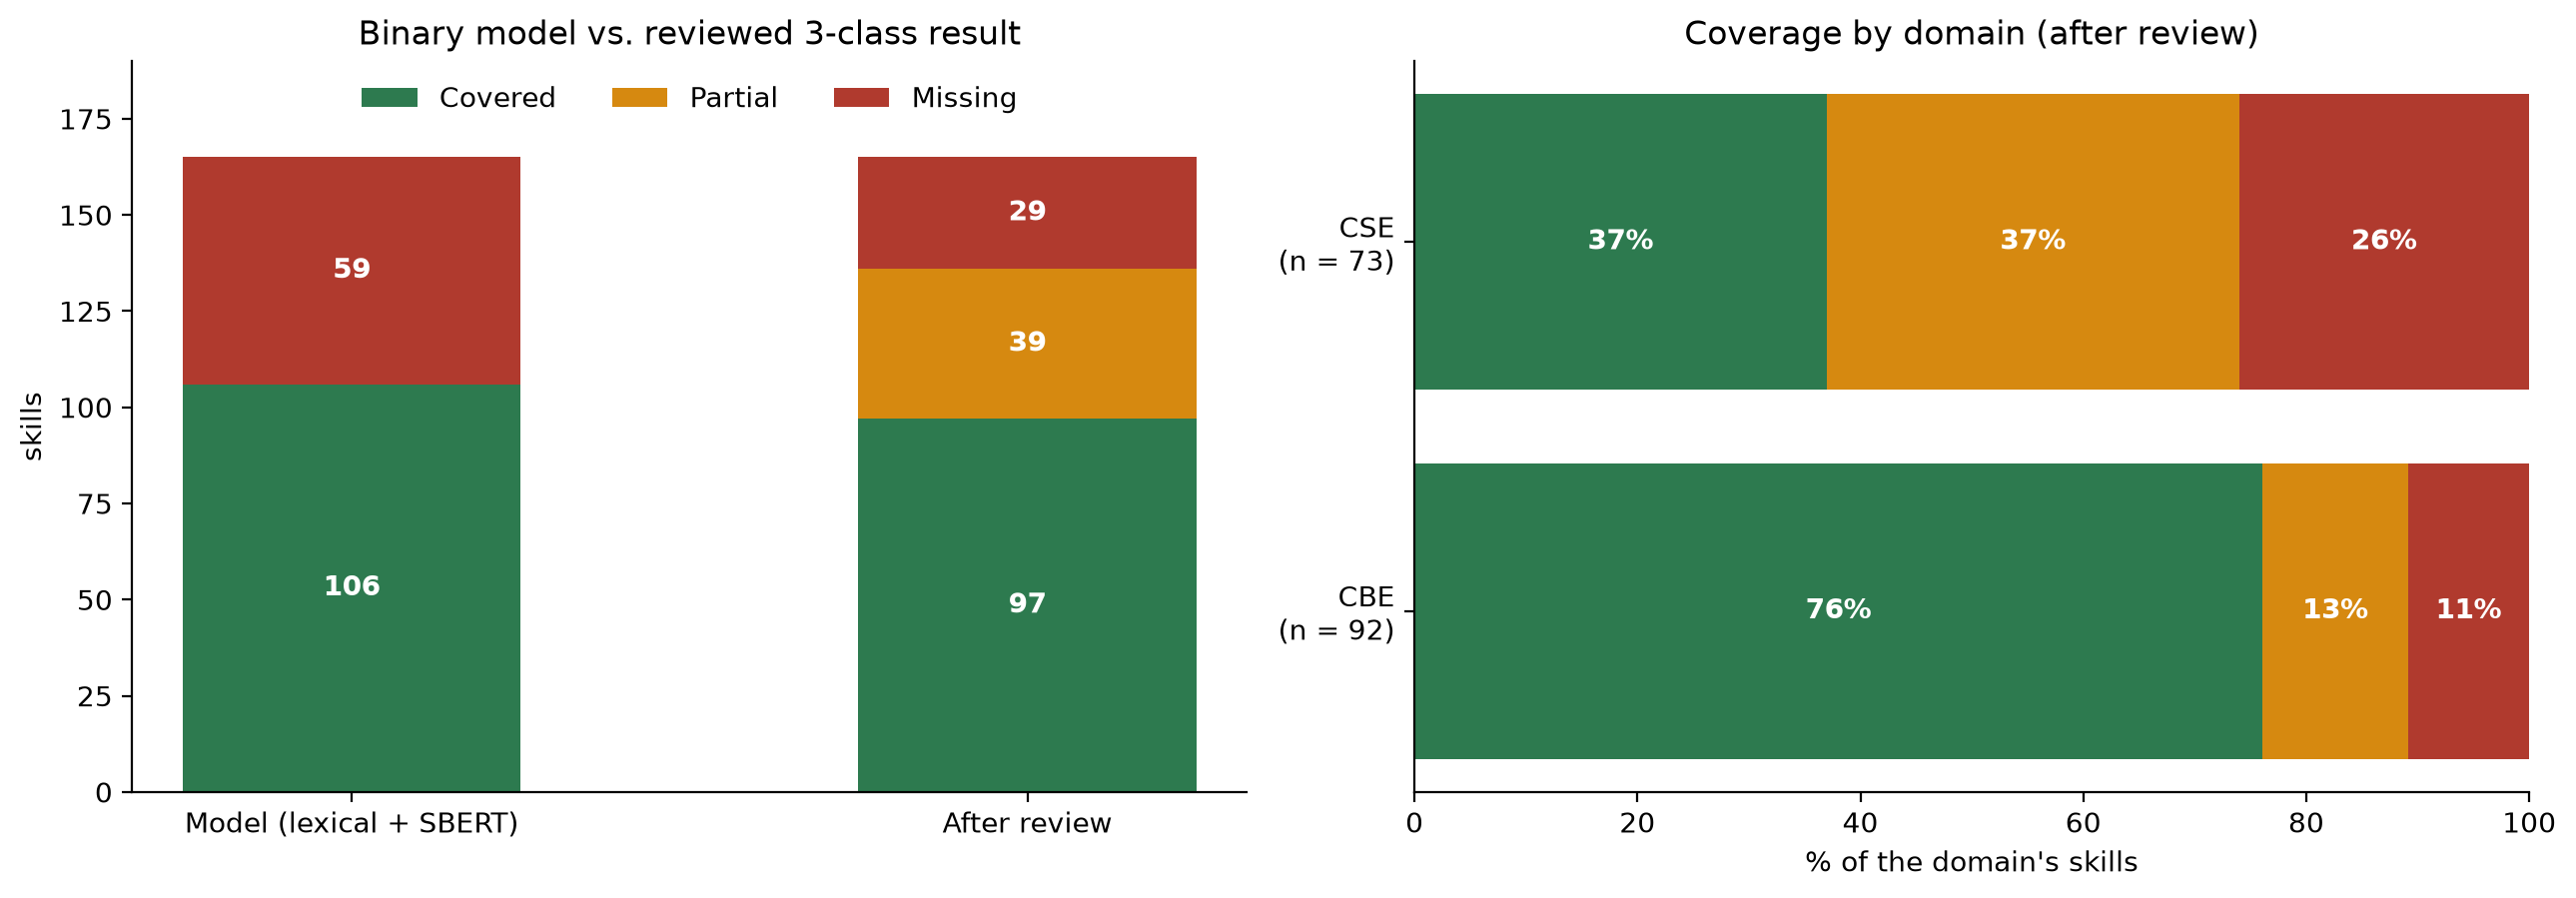 Binary model vs. reviewed 3-class result
Covered Partial Missing
175
150
125
100
75
50
25
0
skills
59
106
29
39
97
Model (lexical + SBERT)
After review
Coverage by domain (after review)
CSE
(n = 73)
37% 37% 26%
CBE
(n = 92)
76% 13% 11%
0 20 40 60 80 100
% of the domain's skills